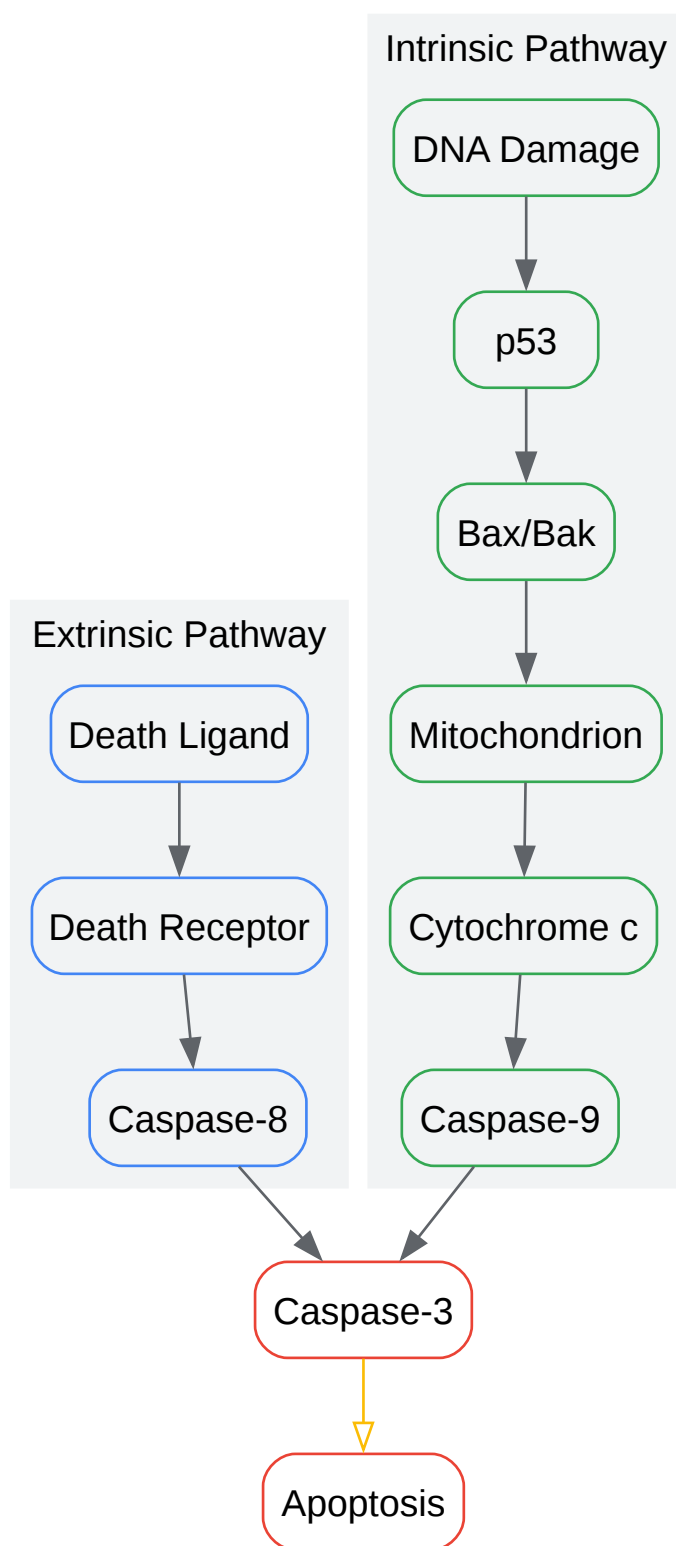 Intrinsic Pathway
DNA Damage
p53
Bax/Bak
Mitochondrion
Cytochrome c
Caspase-9
Extrinsic Pathway
Death Ligand
Death Receptor
Caspase-8
Caspase-3
Apoptosis